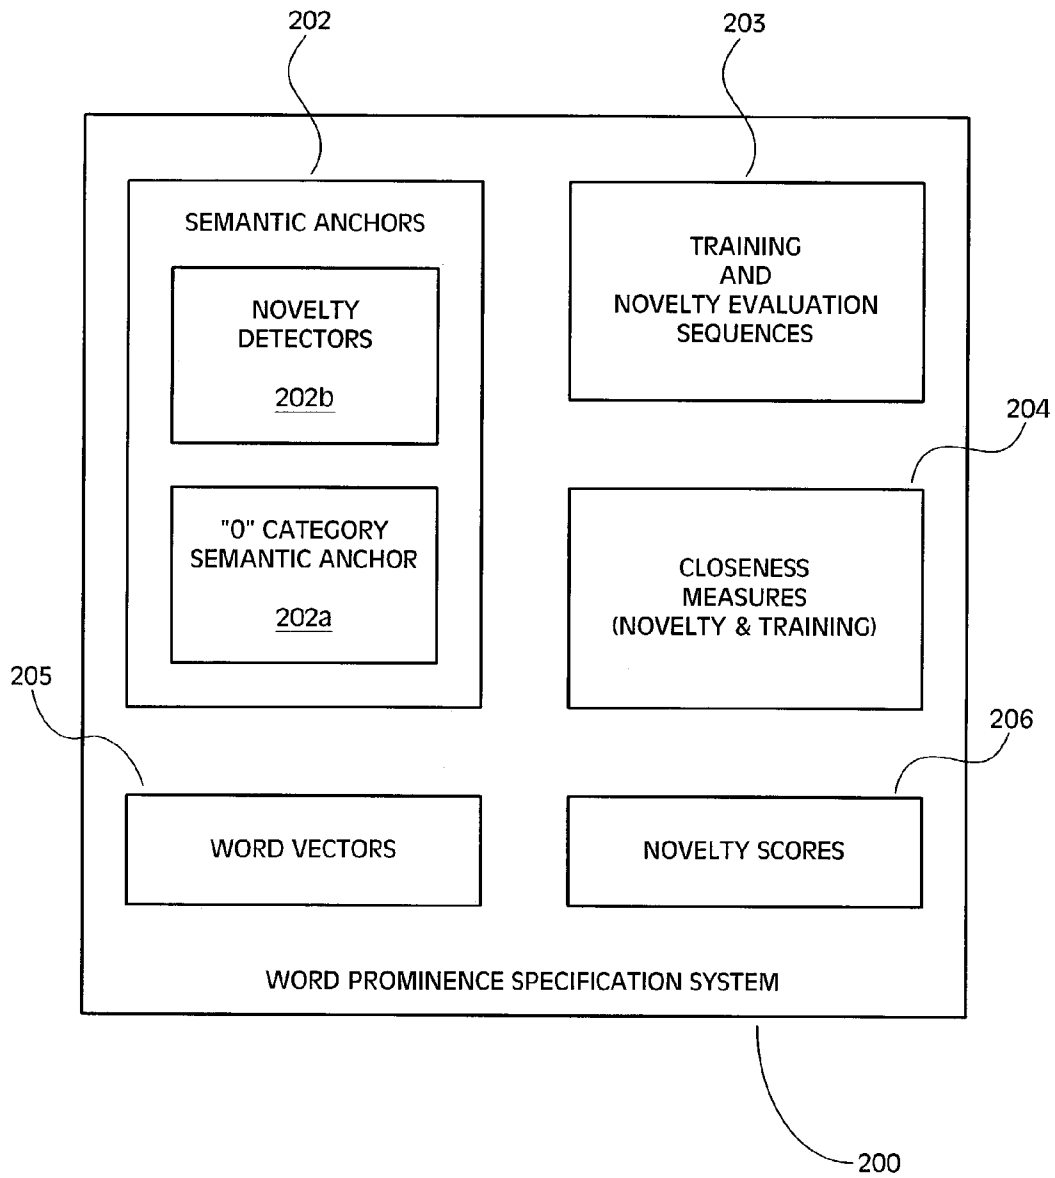 202
203
SEMANTIC ANCHORS
NOVELTY
DETECTORS
202b
"0" CATEGORY
SEMANTIC ANCHOR
202a
TRAINING
AND
NOVELTY EVALUATION
SEQUENCES
204
CLOSENESS
MEASURES
(NOVELTY & TRAINING)
205
206
WORD VECTORS
NOVELTY SCORES
WORD PROMINENCE SPECIFICATION SYSTEM
200